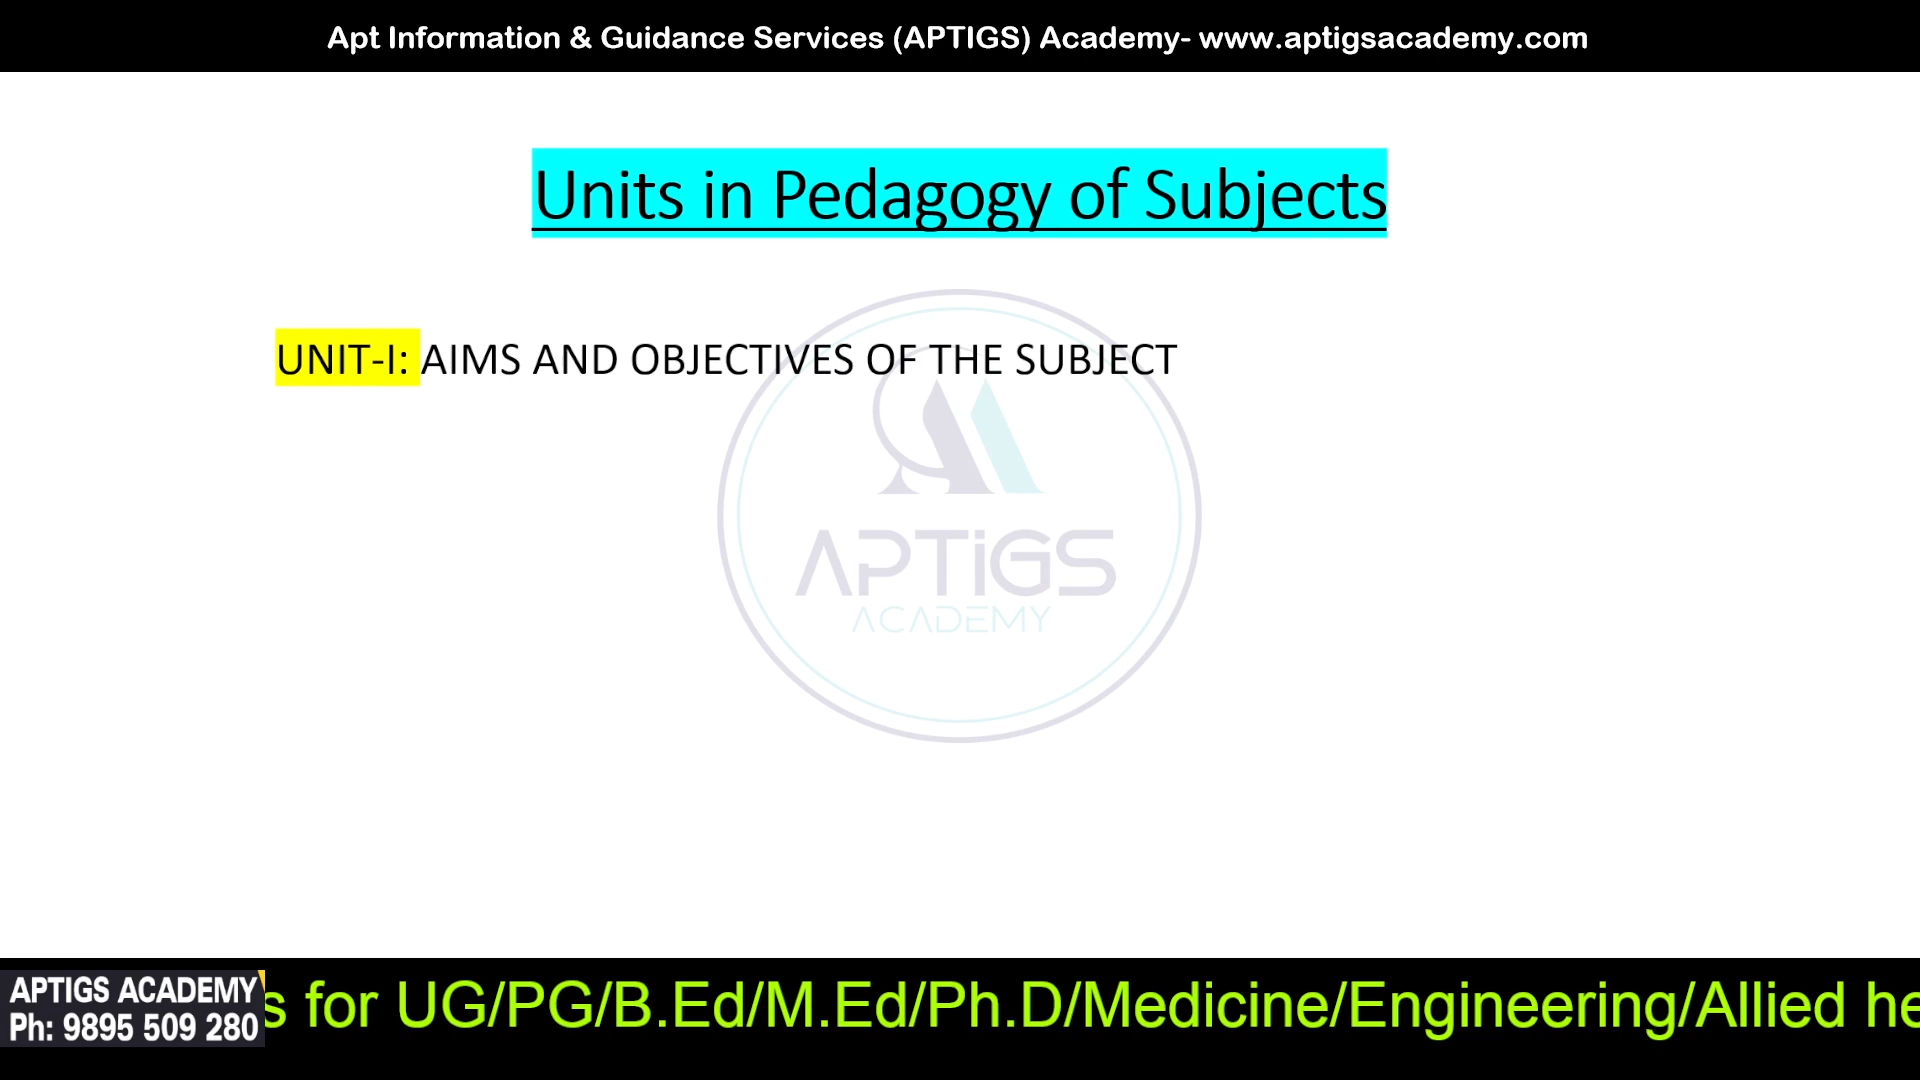 Apt Information & Guidance Services (APTIGS) Academy- www.aptigsacademy.com
Units in Pedagogy of Subjects
UNIT-I: AIMS AND OBJECTIVES OF THE SUBJECT
APTiGS
ACADEMY
APTIGS ACADEMY
Ph: 9895 509 280
s for UG/PG/B.Ed/M.Ed/Ph.D/Medicine/Engineering/Allied he